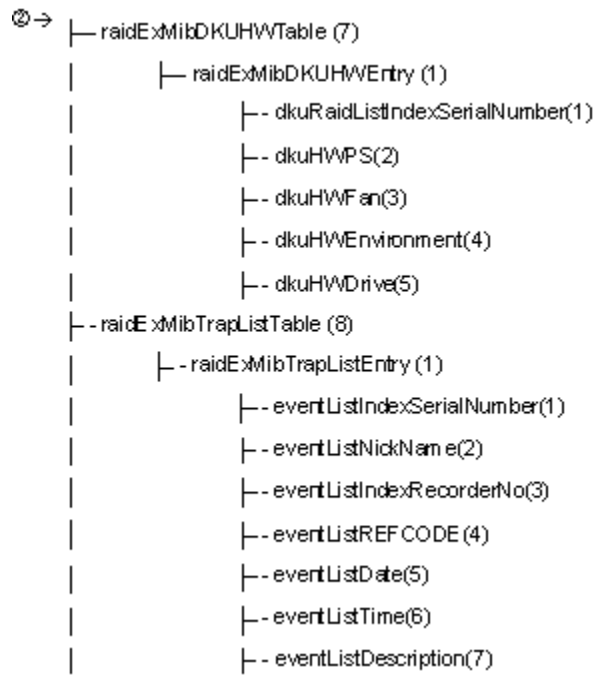 ②→ raidExMibDKUHWTable (7)
raidExMibDKUHWEntry (1)
dkuRaidListIndexSerialNumber(1)
dkuHWPS(2)
dkuHWFan(3)
dkuHWEnvironment(4)
dkuHWDrive(5)
raidExMibTrapListTable (8)
raidExMibTrapListEntry (1)
eventListIndexSerialNumber(1)
eventListNickName(2)
eventListIndexRecorderNo(3)
eventListREFCODE(4)
eventListDate(5)
eventListTime(6)
eventListDescription(7)